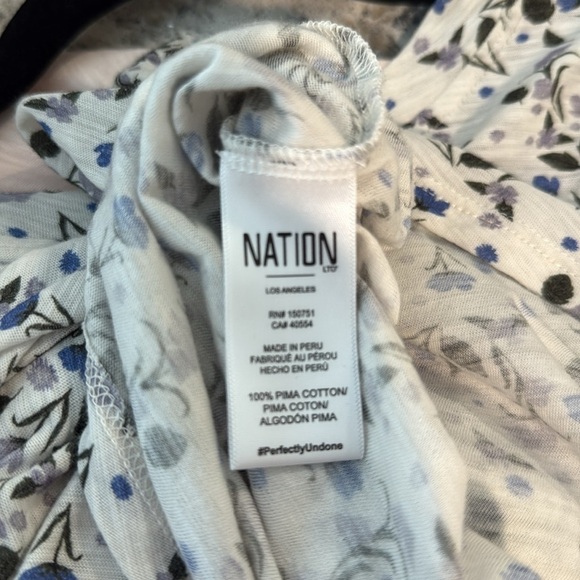 NATION
LTD
LOS ANGELES
RN# 150751
CA# 40554
MADE IN PERU
FABRIQUÉ AU PÉROU
HECHO EN PERÚ
100% PIMA COTTON/
PIMA COTON/
ALGODÓN PIMA
#PerfectlyUndone